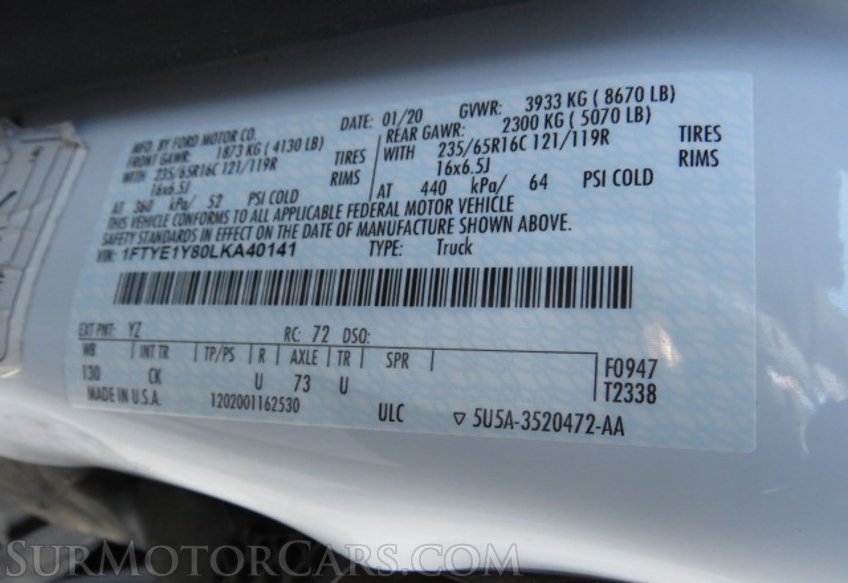 MFD. BY FORD MOTOR CO.
DATE: 01/20 GVWR: 3933 KG ( 8670 LB)
FRONT GAWR: 1873 KG ( 4130 LB) REAR GAWR: 2300 KG ( 5070 LB)
WITH 235/65R16C 121/119R TIRES WITH 235/65R16C 121/119R TIRES
16x6.5J RIMS 16x6.5J RIMS
AT 360 kPa/ 52 PSI COLD AT 440 kPa/ 64 PSI COLD
THIS VEHICLE CONFORMS TO ALL APPLICABLE FEDERAL MOTOR VEHICLE
SAFETY STANDARDS IN EFFECT ON THE DATE OF MANUFACTURE SHOWN ABOVE.
VIN: 1FTYE1Y80LKA40141 TYPE: Truck
EXT PNT: YZ RC: 72 DSO:
WB INT TR TP/PS R AXLE TR SPR
130 CK U 73 U
F0947
T2338
MADE IN U.S.A. 1202001162530 ULC ▽ 5U5A-3520472-AA
SURMOTORCARS.COM